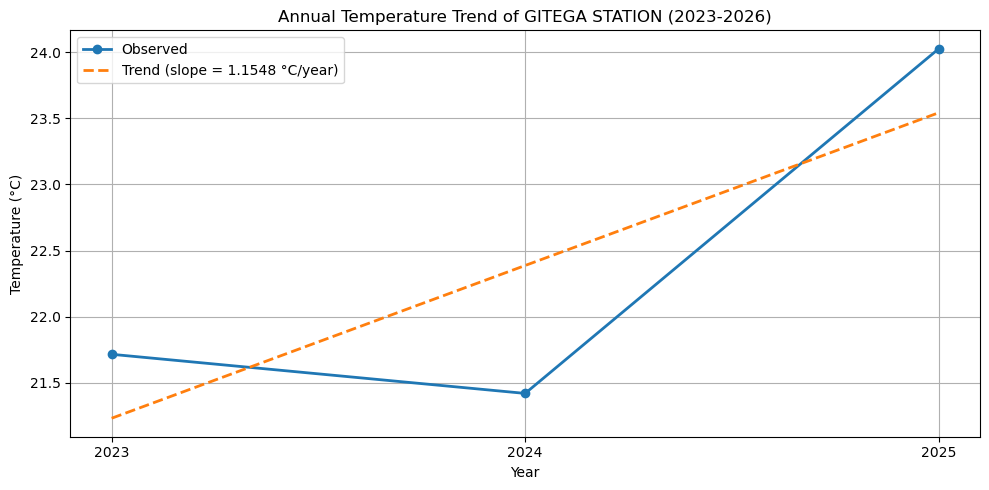 Annual Temperature Trend of GITEGA STATION (2023-2026)
Observed
Trend (slope = 1.1548 °C/year)
24.0
23.5
23.0
22.5
22.0
21.5
Temperature (°C)
2023
2024
2025
Year